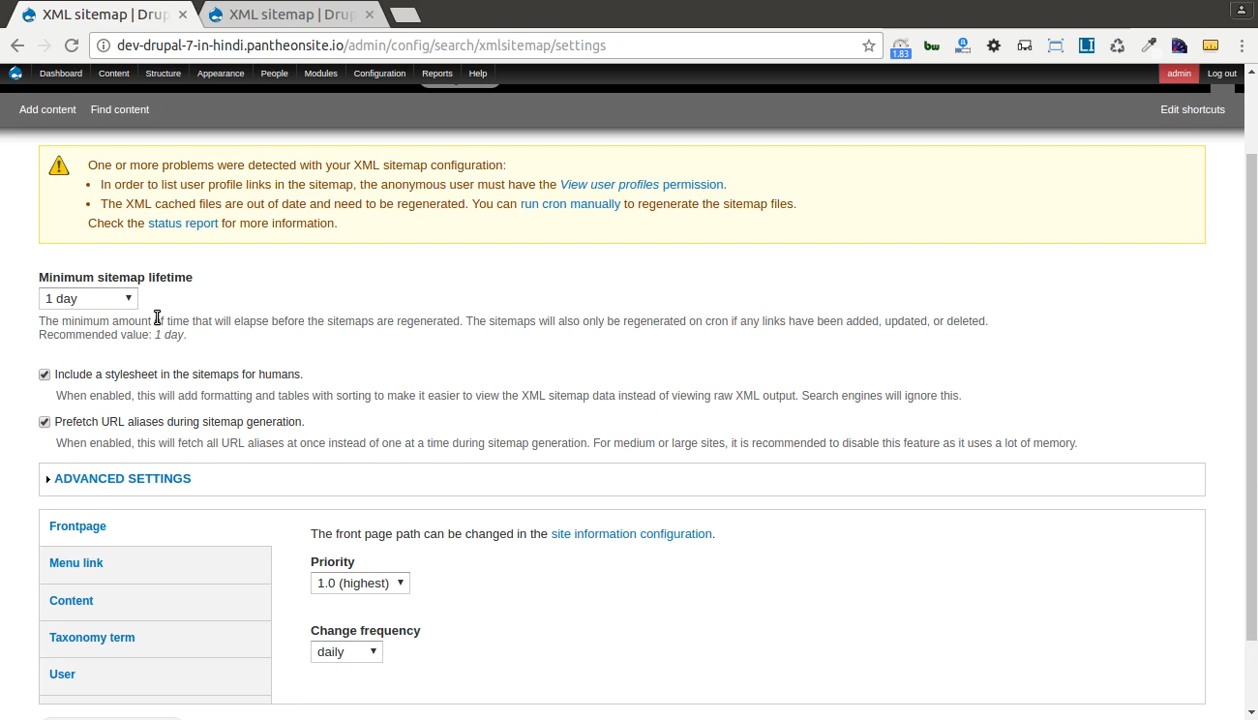 XML sitemap | Drup
XML sitemap | Drup
dev-drupal-7-in-hindi.pantheonsite.io/admin/config/search/xmlsitemap/settings
bw
1.83
LI
Dashboard Content Structure Appearance People Modules Configuration Reports Help admin Log out
Add content Find content Edit shortcuts
One or more problems were detected with your XML sitemap configuration:
In order to list user profile links in the sitemap, the anonymous user must have the View user profiles permission.
The XML cached files are out of date and need to be regenerated. You can run cron manually to regenerate the sitemap files.
Check the status report for more information.
Minimum sitemap lifetime
1 day
The minimum amount of time that will elapse before the sitemaps are regenerated. The sitemaps will also only be regenerated on cron if any links have been added, updated, or deleted.
Recommended value: 1 day.
Include a stylesheet in the sitemaps for humans.
When enabled, this will add formatting and tables with sorting to make it easier to view the XML sitemap data instead of viewing raw XML output. Search engines will ignore this.
Prefetch URL aliases during sitemap generation.
When enabled, this will fetch all URL aliases at once instead of one at a time during sitemap generation. For medium or large sites, it is recommended to disable this feature as it uses a lot of memory.
ADVANCED SETTINGS
Frontpage
Menu link
Content
Taxonomy term
User
The front page path can be changed in the site information configuration.
Priority
1.0 (highest)
Change frequency
daily